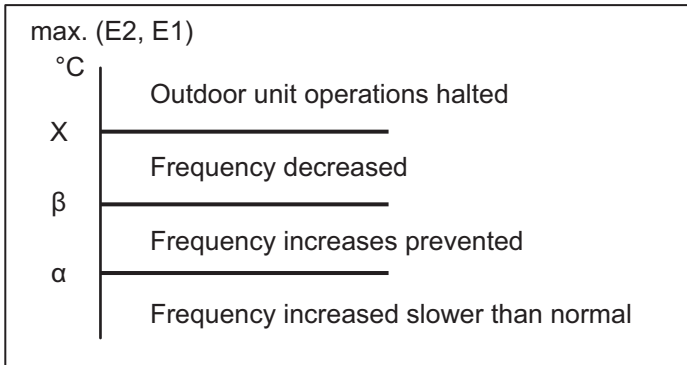 max. (E2, E1)
°C
Outdoor unit operations halted
X
Frequency decreased
β
Frequency increases prevented
α
Frequency increased slower than normal